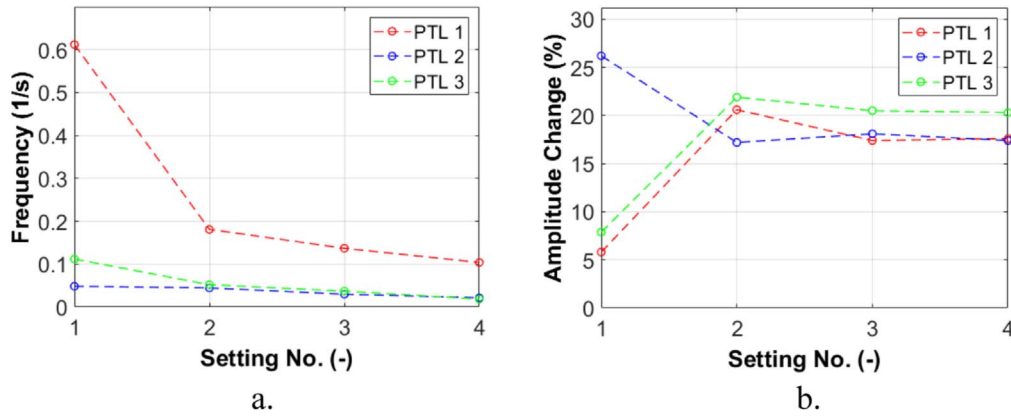 Frequency (1/s)
0.6
0.5
0.4
0.3
0.2
0.1
0
1 2 3 4
Setting No. (-)
PTL 1
PTL 2
PTL 3
a.
Amplitude Change (%)
30
25
20
15
10
5
0
1 2 3 4
Setting No. (-)
PTL 1
PTL 2
PTL 3
b.